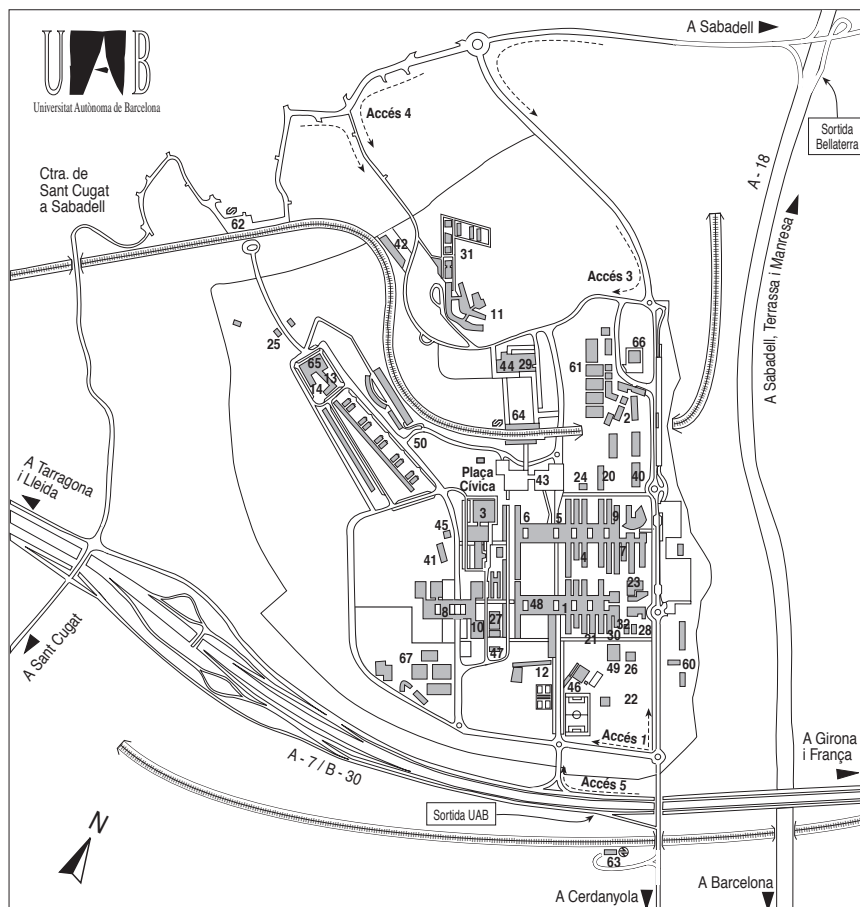 A Sabadell
UAB
Universitat Autònoma de Barcelona
Accés 4
Sortida
Bellaterra
Ctra. de
Sant Cugat
a Sabadell
A - 18
A Sabadell, Terrassa i Manresa
62
42
31
Accés 3
11
25
66
65
13
14
44
29
61
2
64
50
A Tarragona
i Lleida
Plaça
Cívica
43
24
20
40
3
6
5
9
45
41
4
7
23
8
10
27
48
1
21
30
32
28
47
A Sant Cugat
67
12
46
49
26
60
22
Accés 1
A Girona
i França
A - 7 / B - 30
Accés 5
Sortida UAB
N
63
A Cerdanyola
A Barcelona